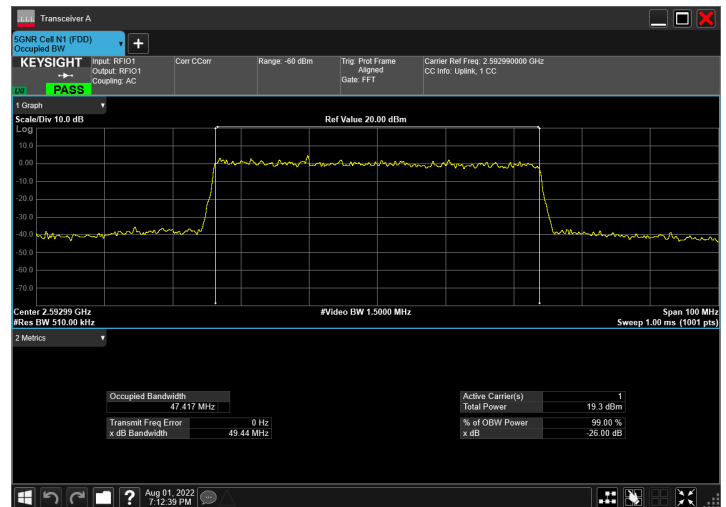 Transceiver A
5GNR Cell N1 (FDD)
Occupied BW
KEYSIGHT
LXI
PASS
Input: RFIO1
Output: RFIO1
Coupling: AC
Corr CCorr
Range: -60 dBm
Trig: Prot Frame
Aligned
Gate: FFT
Carrier Ref Freq: 2.592990000 GHz
CC Info: Uplink, 1 CC
1 Graph
Scale/Div 10.0 dB
Ref Value 20.00 dBm
Log
10.0
0.00
-10.0
-20.0
-30.0
-40.0
-50.0
-60.0
-70.0
Center 2.59299 GHz
#Video BW 1.5000 MHz
Span 100 MHz
#Res BW 510.00 kHz
Sweep 1.00 ms (1001 pts)
2 Metrics
Occupied Bandwidth
47.417 MHz
Transmit Freq Error 0 Hz
x dB Bandwidth 49.44 MHz
Active Carrier(s) 1
Total Power 19.3 dBm
% of OBW Power 99.00 %
x dB -26.00 dB
?
Aug 01, 2022
7:12:39 PM